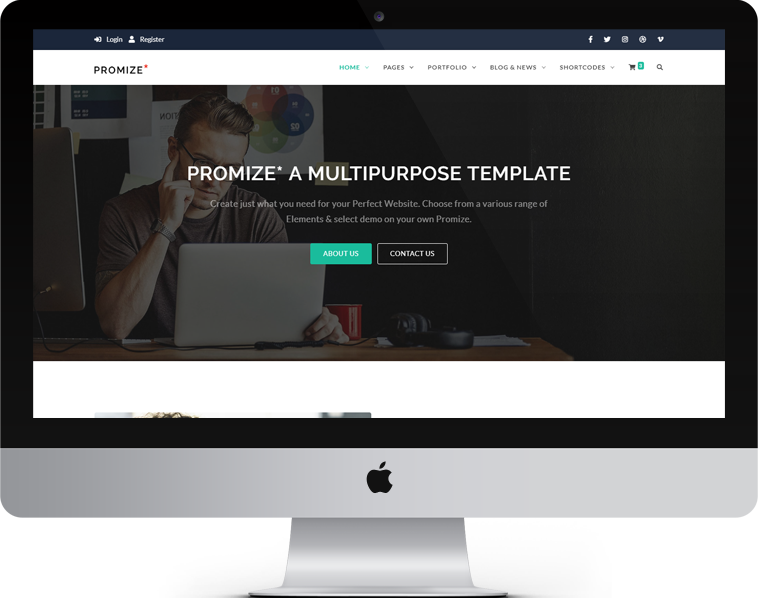 Login Register
PROMIZE*
HOME PAGES PORTFOLIO BLOG & NEWS SHORTCODES 3
PROMIZE* A MULTIPURPOSE TEMPLATE
Create just what you need for your Perfect Website. Choose from a various range of
Elements & select demo on your own Promize.
ABOUT US CONTACT US